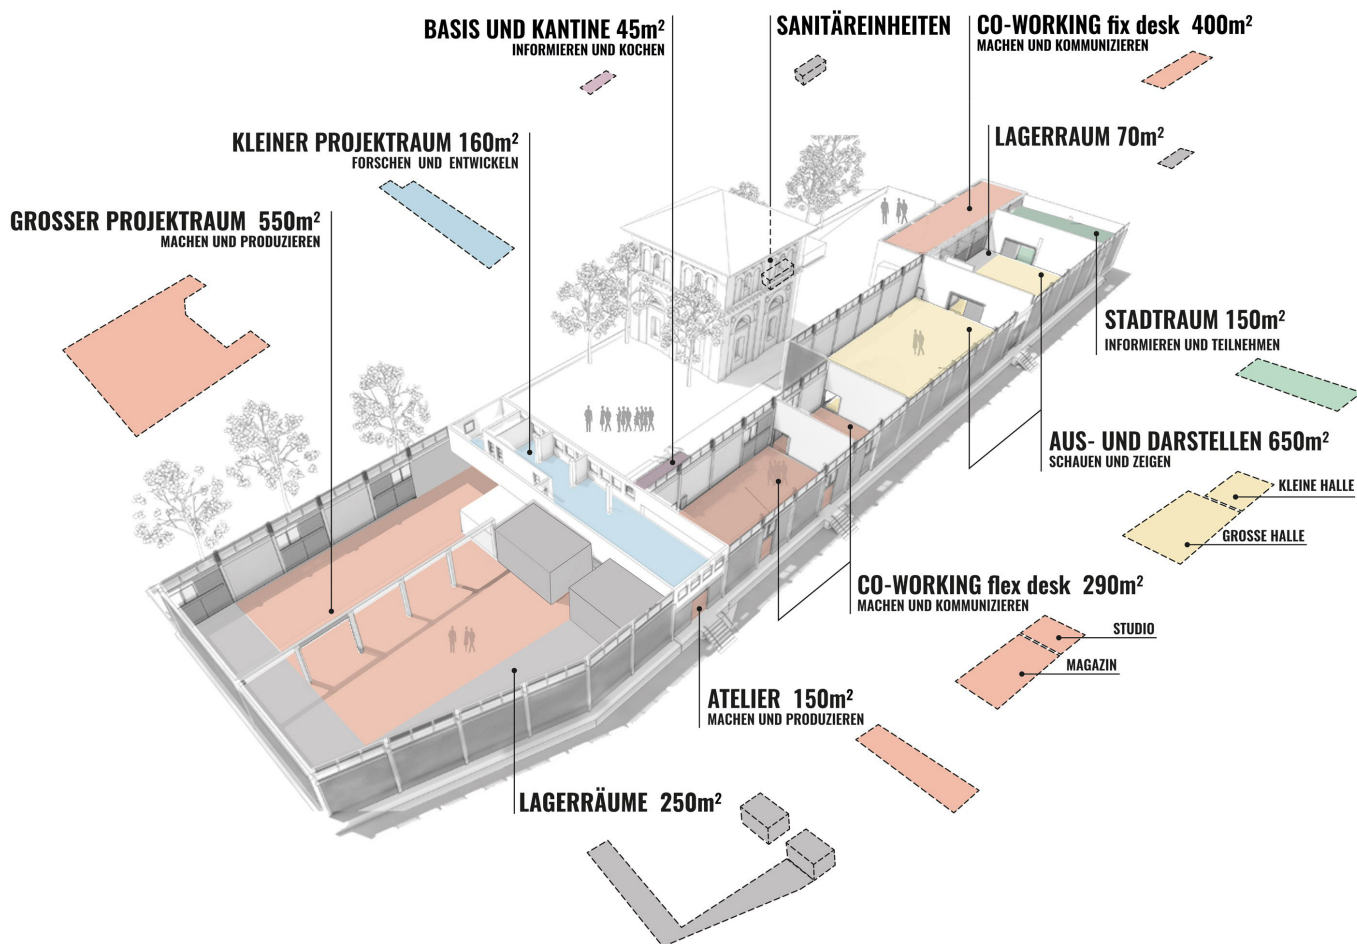 BASIS UND KANTINE 45m²
INFORMIEREN UND KOCHEN
SANITÄREINHEITEN
CO-WORKING fix desk 400m²
MACHEN UND KOMMUNIZIEREN
KLEINER PROJEKTRAUM 160m²
FORSCHEN UND ENTWICKELN
LAGERRAUM 70m²
GROSSER PROJEKTRAUM 550m²
MACHEN UND PRODUZIEREN
STADTRAUM 150m²
INFORMIEREN UND TEILNEHMEN
AUS- UND DARSTELLEN 650m²
SCHAUEN UND ZEIGEN
KLEINE HALLE
GROSSE HALLE
CO-WORKING flex desk 290m²
MACHEN UND KOMMUNIZIEREN
STUDIO
MAGAZIN
ATELIER 150m²
MACHEN UND PRODUZIEREN
LAGERRÄUME 250m²